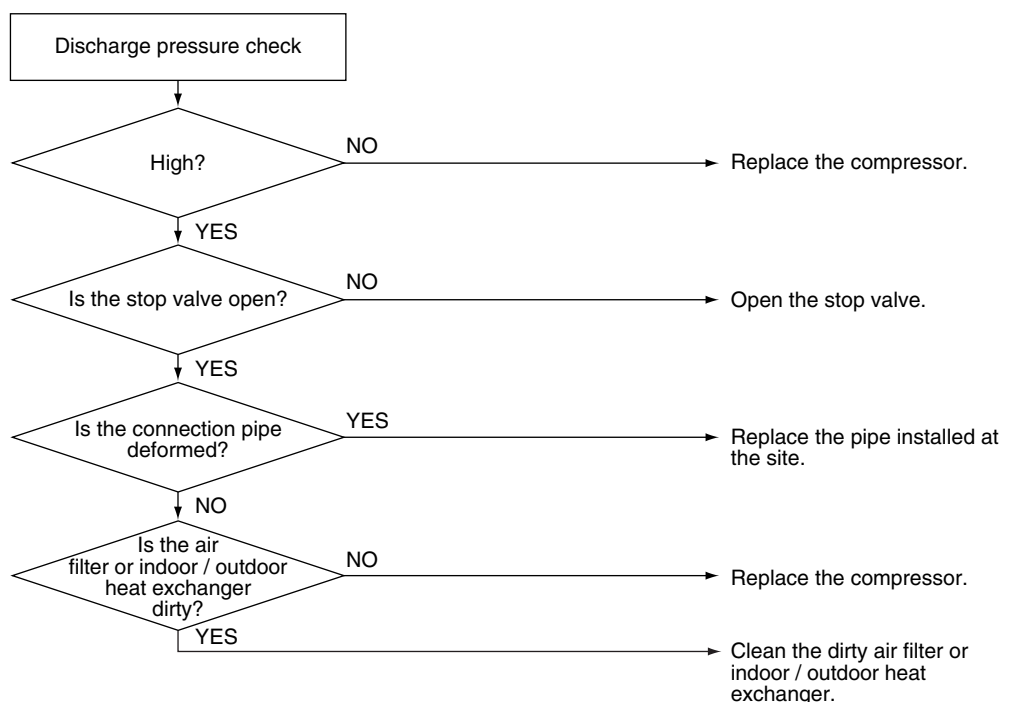 Discharge pressure check
High?
NO
Replace the compressor.
YES
Is the stop valve open?
NO
Open the stop valve.
YES
Is the connection pipe
deformed?
YES
Replace the pipe installed at
the site.
NO
Is the air
filter or indoor / outdoor
heat exchanger
dirty?
NO
Replace the compressor.
YES
Clean the dirty air filter or
indoor / outdoor heat
exchanger.